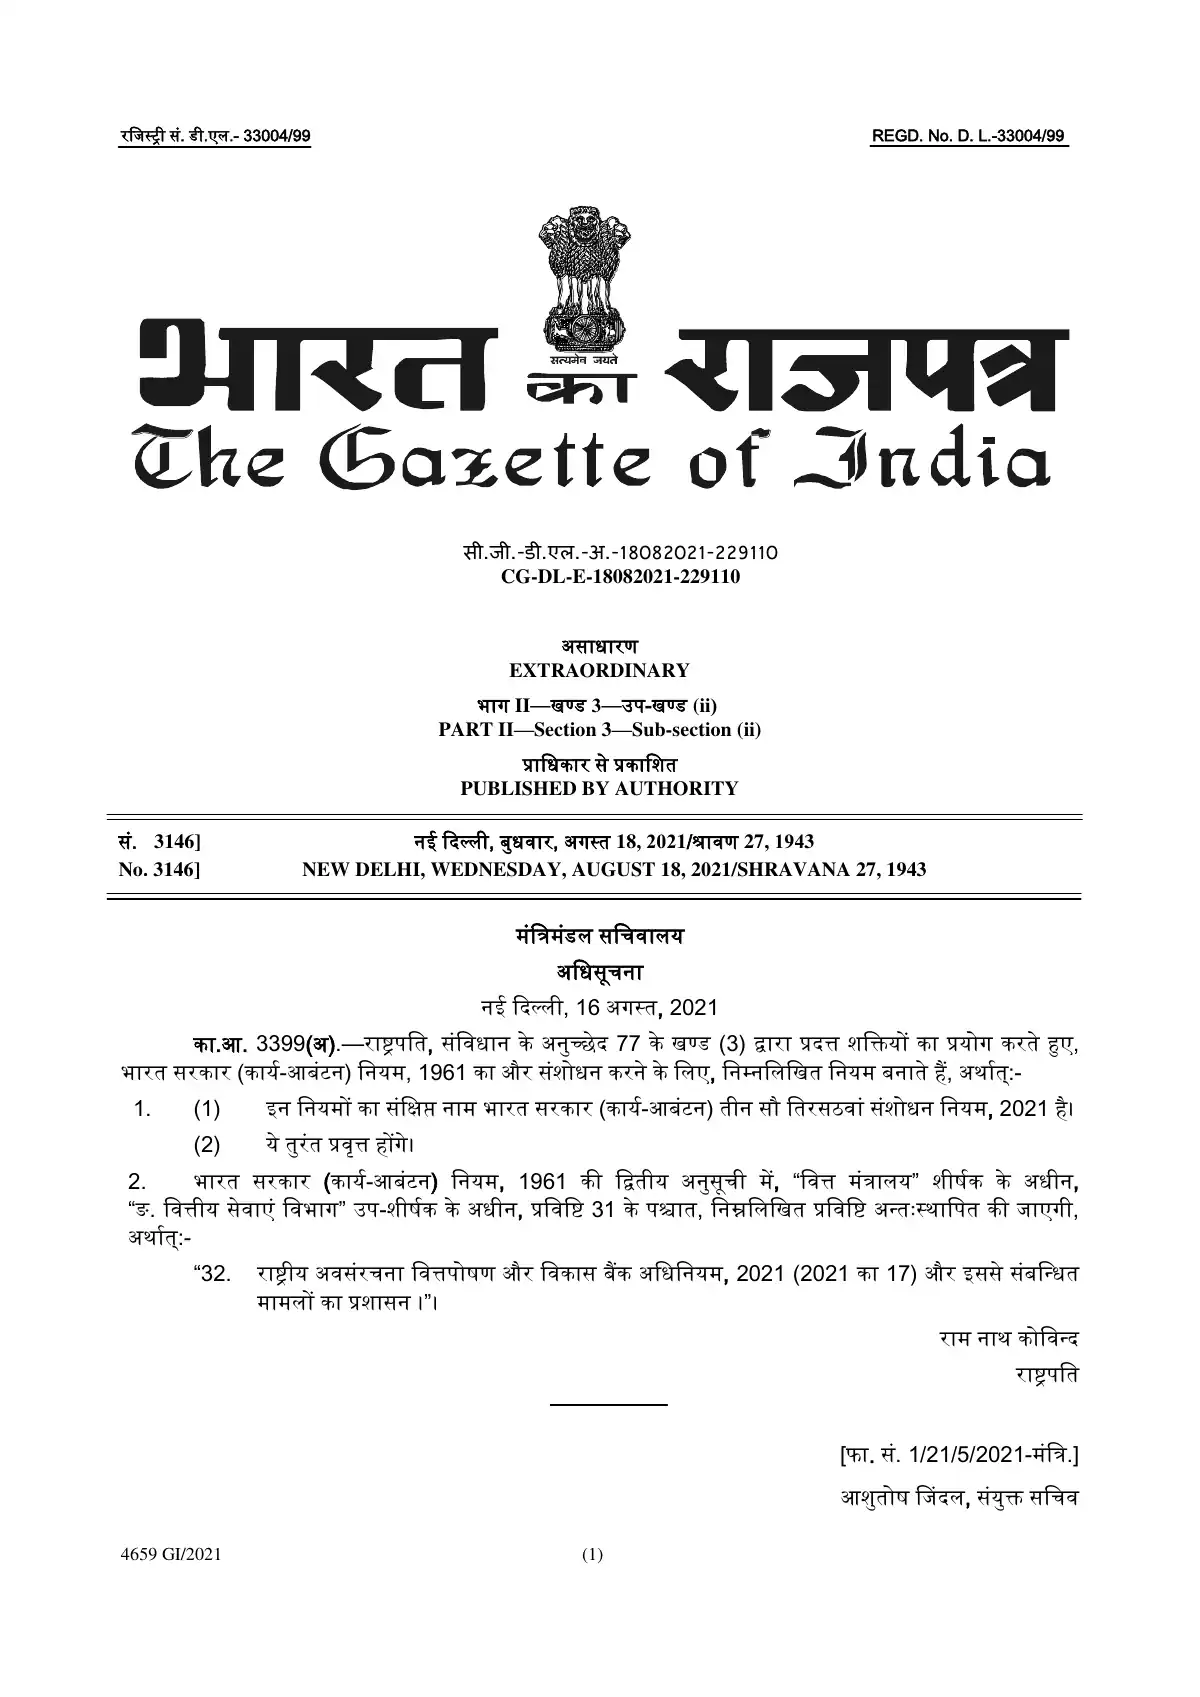 रजिस्ट्री सं. डी.एल.- 33004/99
REGD. No. D. L.-33004/99
सत्यमेव जयते
भारत का राजपत्र
The Gazette of India
सी.जी.-डी.एल.-अ.-18082021-229110
CG-DL-E-18082021-229110
असाधारण
EXTRAORDINARY
भाग II—खण्ड 3—उप-खण्ड (ii)
PART II—Section 3—Sub-section (ii)
प्राधिकार से प्रकाशित
PUBLISHED BY AUTHORITY
सं. 3146] नई दिल्ली, बुधवार, अगस्त 18, 2021/श्रावण 27, 1943
No. 3146] NEW DELHI, WEDNESDAY, AUGUST 18, 2021/SHRAVANA 27, 1943
मंत्रिमंडल सचिवालय
अधिसूचना
नई दिल्ली, 16 अगस्त, 2021
का.आ. 3399(अ).—राष्ट्रपति, संविधान के अनुच्छेद 77 के खण्ड (3) द्वारा प्रदत्त शक्तियों का प्रयोग करते हुए,
भारत सरकार (कार्य-आबंटन) नियम, 1961 का और संशोधन करने के लिए, निम्नलिखित नियम बनाते हैं, अर्थात्:-
1. (1) इन नियमों का संक्षिप्त नाम भारत सरकार (कार्य-आबंटन) तीन सौ तिरसठवां संशोधन नियम, 2021 है।
(2) ये तुरंत प्रवृत्त होंगे।
2. भारत सरकार (कार्य-आबंटन) नियम, 1961 की द्वितीय अनुसूची में, “वित्त मंत्रालय” शीर्षक के अधीन,
“ङ. वित्तीय सेवाएं विभाग” उप-शीर्षक के अधीन, प्रविष्टि 31 के पश्चात, निम्नलिखित प्रविष्टि अन्तःस्थापित की जाएगी,
अर्थात्:-
“32. राष्ट्रीय अवसंरचना वित्तपोषण और विकास बैंक अधिनियम, 2021 (2021 का 17) और इससे संबन्धित
मामलों का प्रशासन ।”।
राम नाथ कोविन्द
राष्ट्रपति
[फा. सं. 1/21/5/2021-मंत्रि.]
आशुतोष जिंदल, संयुक्त सचिव
4659 GI/2021 (1)